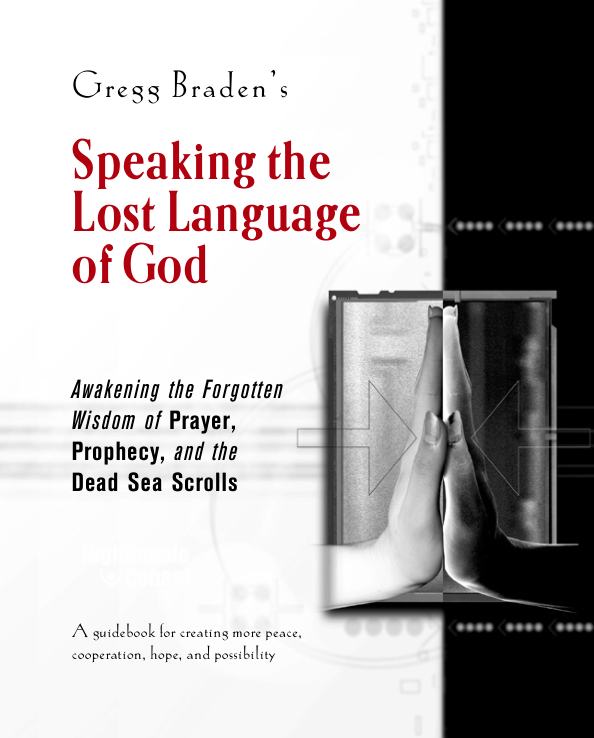 Gregg Braden's
Speaking the
Lost Language
of God
Awakening the Forgotten
Wisdom of Prayer,
Prophecy, and the
Dead Sea Scrolls
A guidebook for creating more peace,
cooperation, hope, and possibility